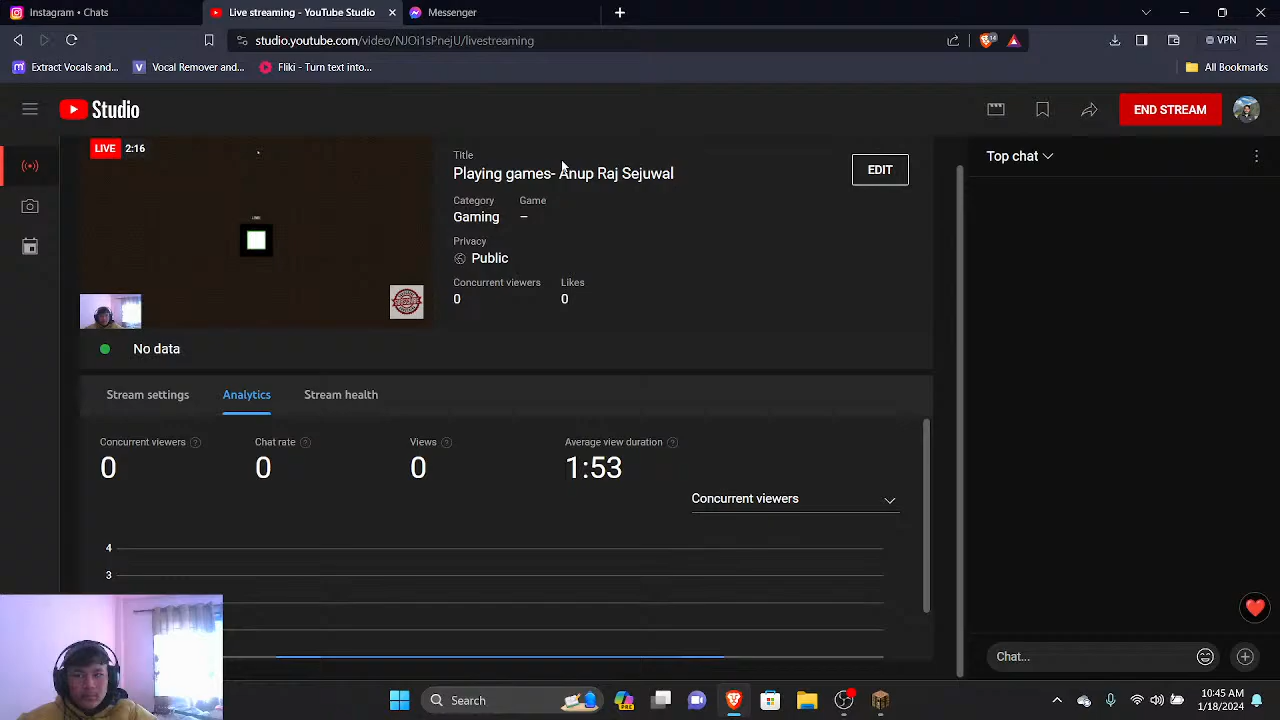 Instagram • Chats
Live streaming - YouTube Studio
Messenger
studio.youtube.com/video/NJOi1sPnejU/livestreaming
VPN
Extract Vocals and...
Vocal Remover and...
Fliki - Turn text into...
All Bookmarks
Studio
END STREAM
LIVE 2:16
Title
Playing games- Anup Raj Sejuwal
EDIT
Category
Game
Gaming
–
Privacy
Public
Concurrent viewers
Likes
0
0
Top chat
No data
Stream settings
Analytics
Stream health
Concurrent viewers
Chat rate
Views
Average view duration
0
0
0
1:53
Concurrent viewers
4
3
Chat...
Search
10:45 AM
1/18/2024